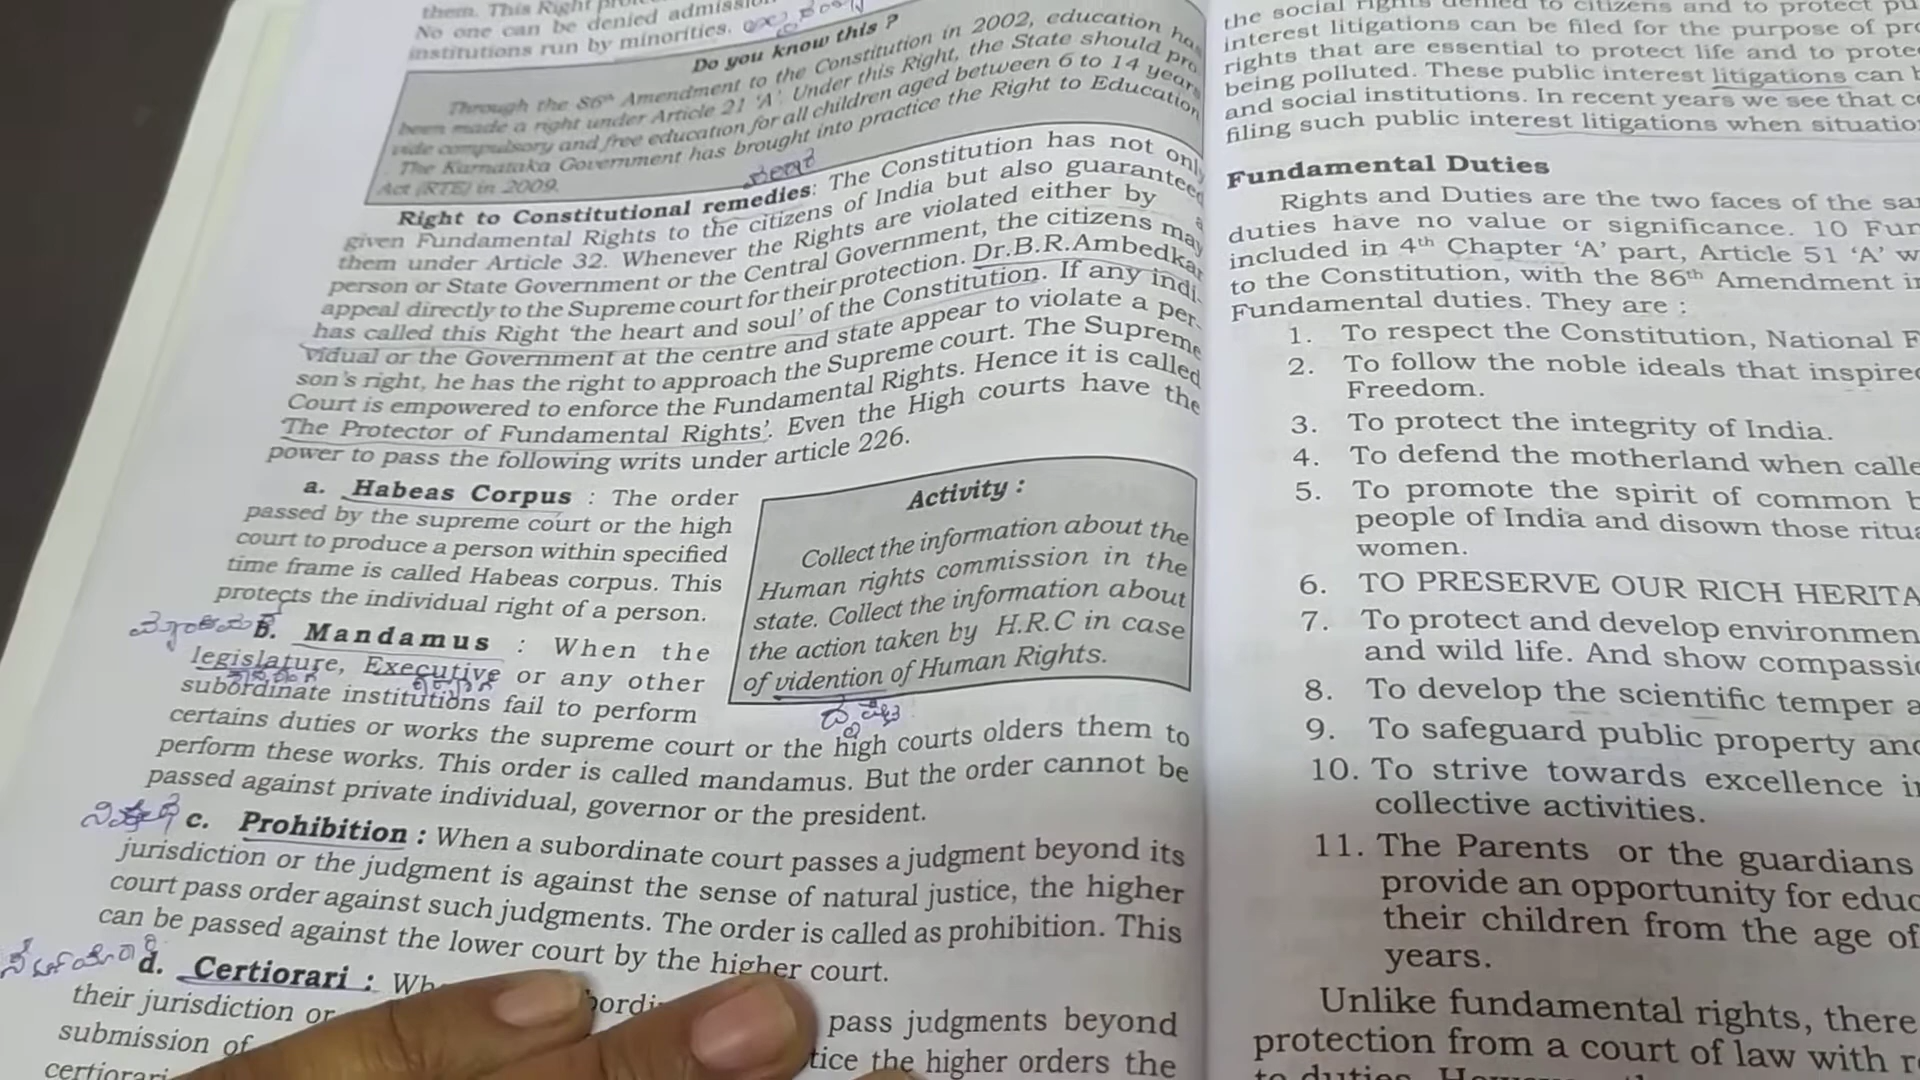 them. This Right
No one can be denied admission
institutions run by minorities.
Do you know this ?
Through the 86th Amendment to the Constitution in 2002, education has
been made a right under Article 21 'A'. Under this Right, the State should pro
vide compulsory and free education for all children aged between 6 to 14 years
The Karnataka Government has brought into practice the Right to Education
Act (RTE) in 2009.
Right to Constitutional remedies: The Constitution has not only
given Fundamental Rights to the citizens of India but also guaranteed
them under Article 32. Whenever the Rights are violated either by a
person or State Government or the Central Government, the citizens may
appeal directly to the Supreme court for their protection. Dr.B.R.Ambedkar
has called this Right 'the heart and soul' of the Constitution. If any indi-
vidual or the Government at the centre and state appear to violate a per-
son's right, he has the right to approach the Supreme court. The Supreme
Court is empowered to enforce the Fundamental Rights. Hence it is called
'The Protector of Fundamental Rights'. Even the High courts have the
power to pass the following writs under article 226.
a. Habeas Corpus : The order
passed by the supreme court or the high
court to produce a person within specified
time frame is called Habeas corpus. This
protects the individual right of a person.
Activity :
Collect the information about the
Human rights commission in the
state. Collect the information about
the action taken by H.R.C in case
of vidention of Human Rights.
b. Mandamus : When the
legislature, Executive or any other
subordinate institutions fail to perform
certains duties or works the supreme court or the high courts olders them to
perform these works. This order is called mandamus. But the order cannot be
passed against private individual, governor or the president.
c. Prohibition : When a subordinate court passes a judgment beyond its
jurisdiction or the judgment is against the sense of natural justice, the higher
court pass order against such judgments. The order is called as prohibition. This
can be passed against the lower court by the higher court.
d. Certiorari : pass judgments beyond
their jurisdiction or the higher orders the
submission of
certiorari
the social rights denied to citizens and to protect
interest litigations can be filed for the purpose of
rights that are essential to protect life and to
being polluted. These public interest litigations can
and social institutions. In recent years we see that
filing such public interest litigations when
Fundamental Duties
Rights and Duties are the two faces of the
duties have no value or significance. 10
included in 4th Chapter 'A' part, Article 51 'A'
to the Constitution, with the 86th Amendment
Fundamental duties. They are :
1. To respect the Constitution, National
2. To follow the noble ideals that
Freedom.
3. To protect the integrity of India.
4. To defend the motherland when
5. To promote the spirit of common
people of India and disown those
women.
6. TO PRESERVE OUR RICH
7. To protect and develop
and wild life. And show
8. To develop the scientific temper
9. To safeguard public property
10. To strive towards excellence
collective activities.
11. The Parents or the guardians
provide an opportunity for
their children from the age of
years.
Unlike fundamental rights, there
protection from a court of law with
to duties.